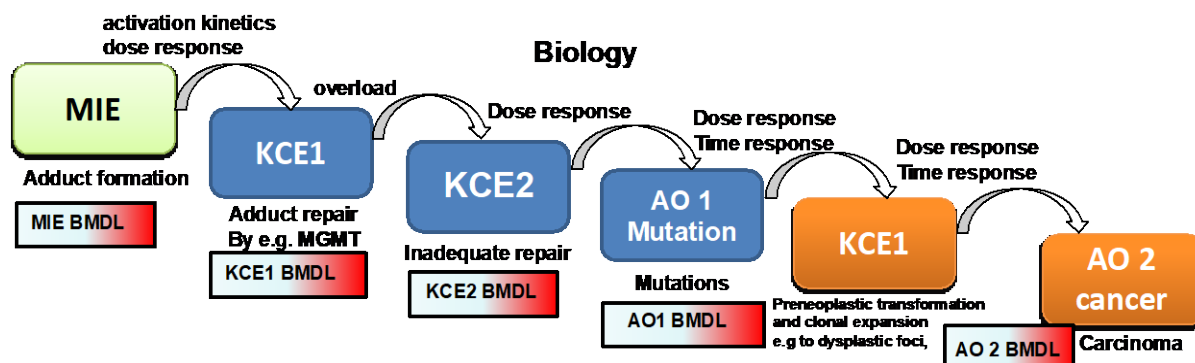 activation kinetics
dose response
Biology
MIE
overload
KCE1
Dose response
KCE2
Dose response
Time response
AO 1
Mutation
Dose response
Time response
KCE1
AO 2
cancer
Adduct formation
MIE BMDL
Adduct repair
By e.g. MGMT
KCE1 BMDL
Inadequate repair
KCE2 BMDL
Mutations
AO1 BMDL
Preneoplastic transformation
and clonal expansion
e.g to dysplastic foci,
AO 2 BMDL
Carcinoma